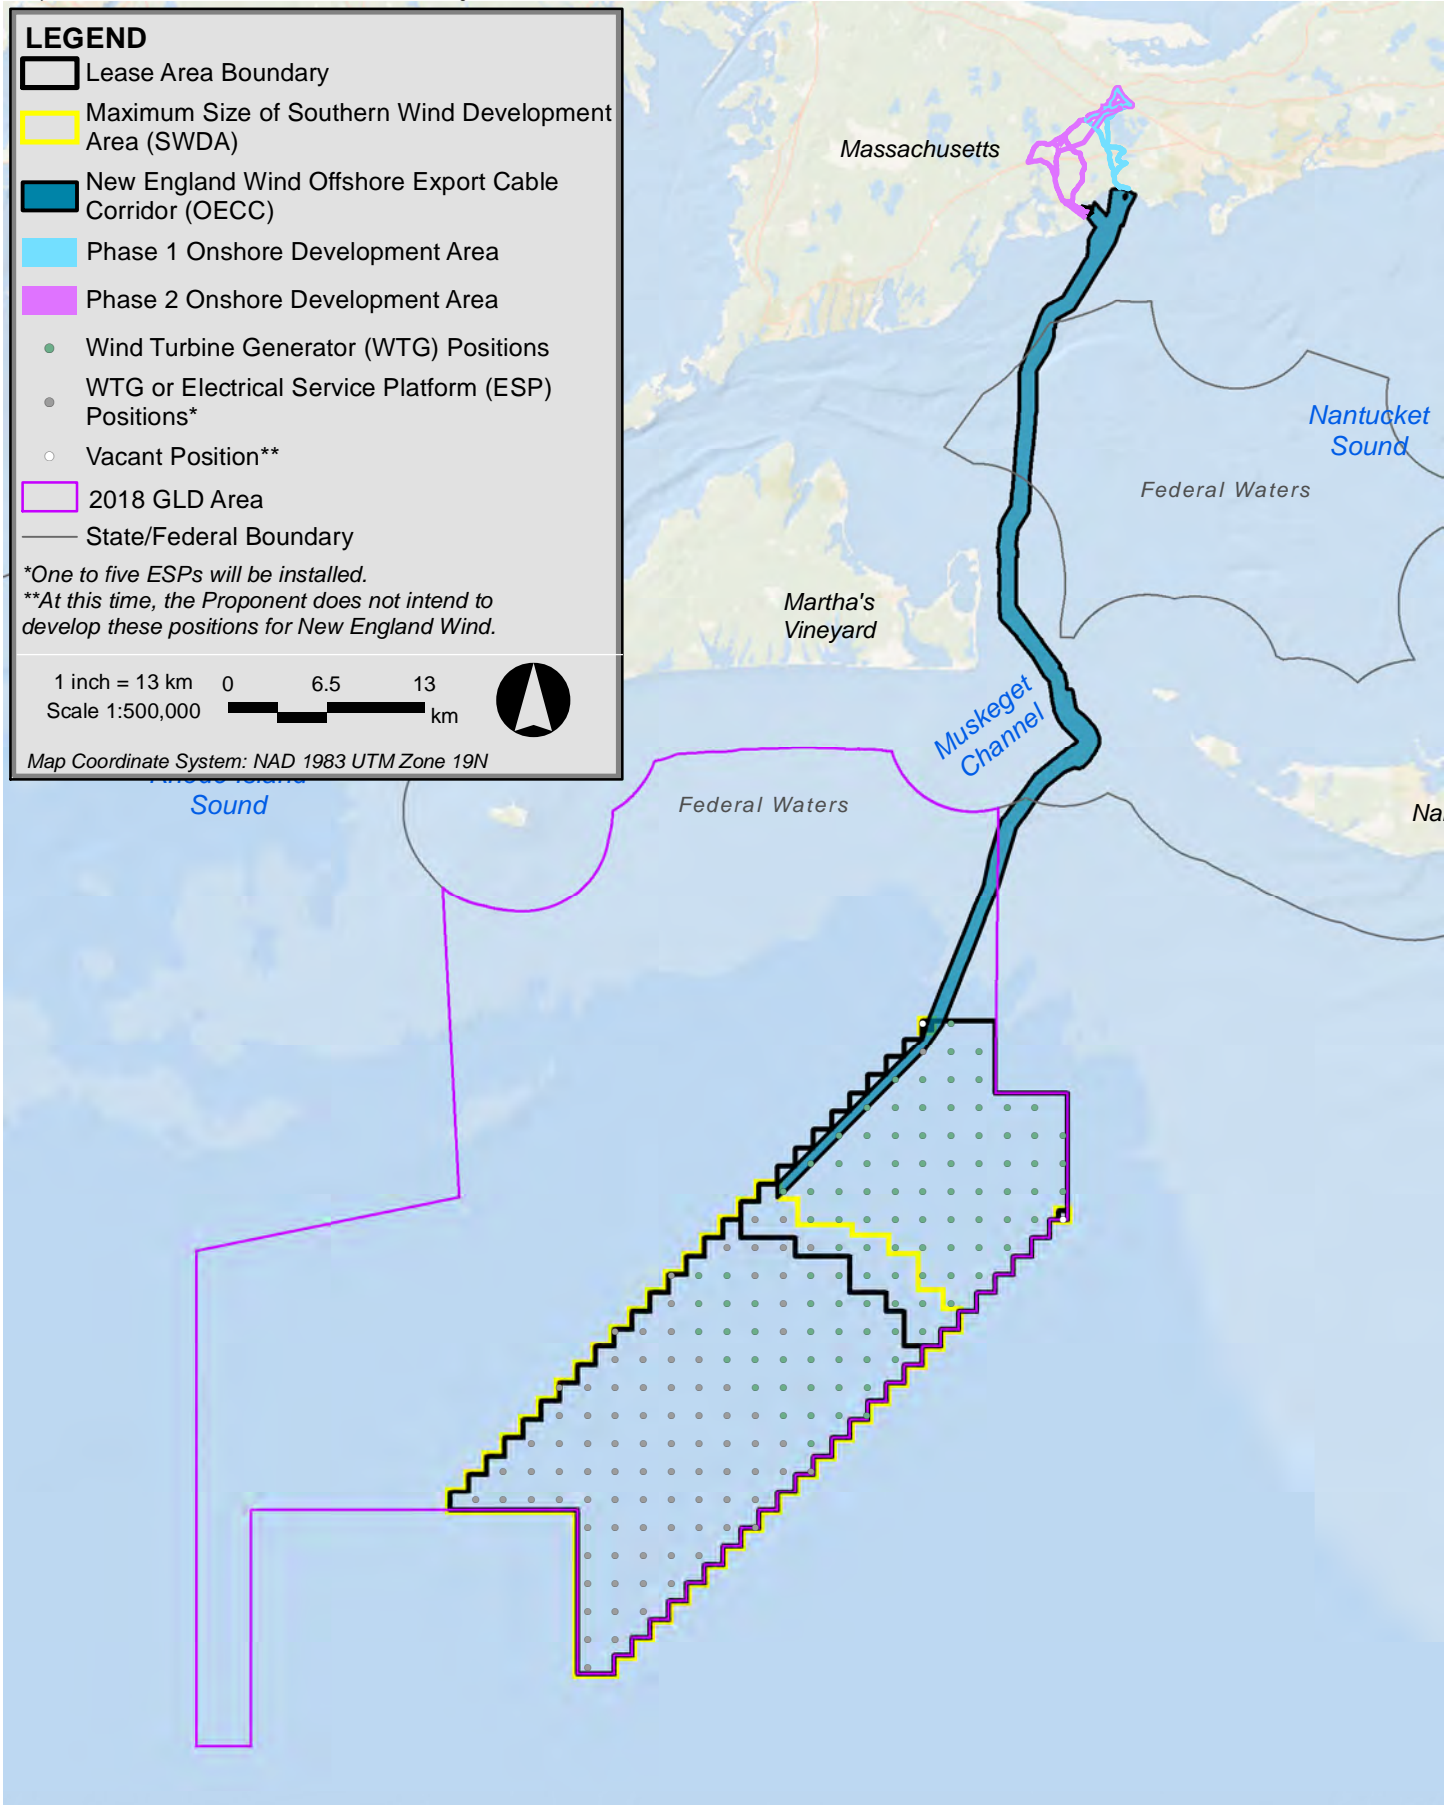 LEGEND
Lease Area Boundary
Maximum Size of Southern Wind Development
Area (SWDA)
New England Wind Offshore Export Cable
Corridor (OECC)
Phase 1 Onshore Development Area
Phase 2 Onshore Development Area
Wind Turbine Generator (WTG) Positions
WTG or Electrical Service Platform (ESP)
Positions*
Vacant Position**
2018 GLD Area
State/Federal Boundary
*One to five ESPs will be installed.
**At this time, the Proponent does not intend to
develop these positions for New England Wind.
1 inch = 13 km 0 6.5 13
Scale 1:500,000 km
Map Coordinate System: NAD 1983 UTM Zone 19N
Massachusetts
Nantucket
Sound
Federal Waters
Martha's
Vineyard
Muskeget
Channel
Sound
Federal Waters
Na